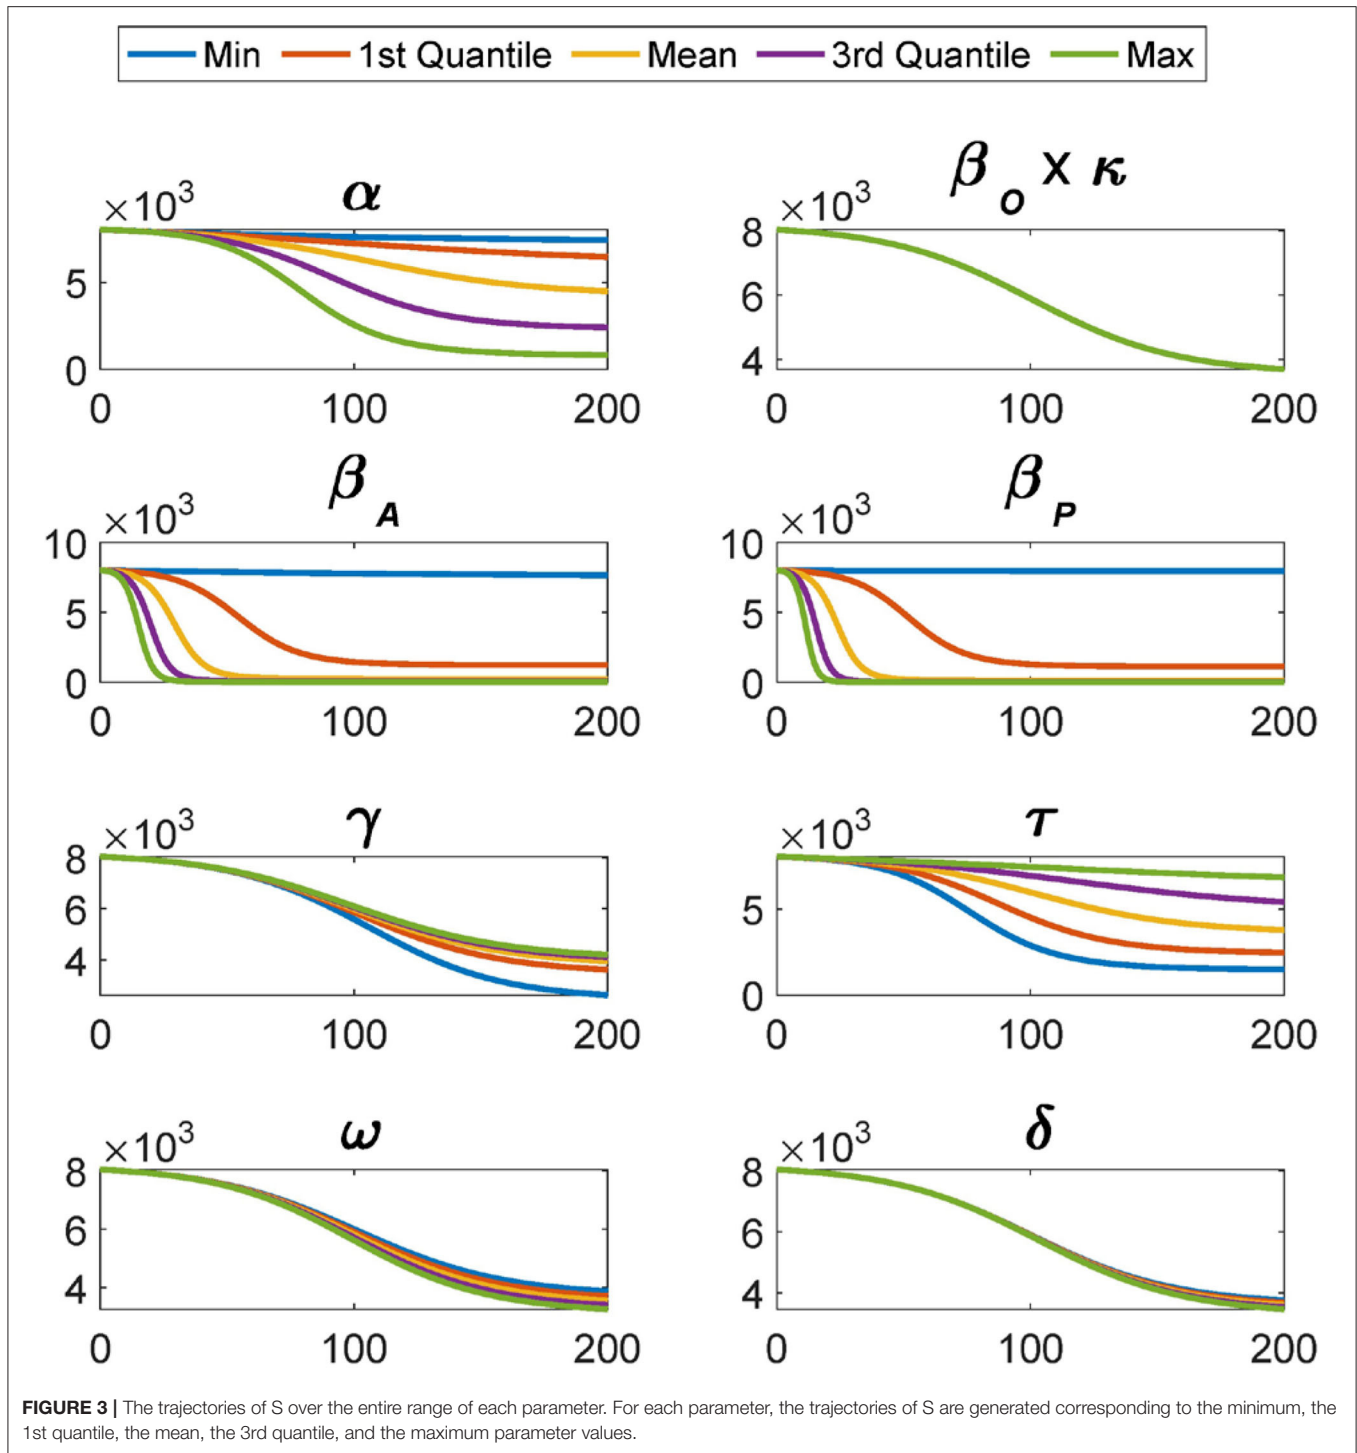 Min 1st Quantile Mean 3rd Quantile Max
α
×10³
5
0
0 100 200
β_O X κ
8 ×10³
6
4
0 100 200
β_A
×10³
10
5
0
0 100 200
β_P
×10³
10
5
0
0 100 200
γ
×10³
8
6
4
0 100 200
τ
×10³
5
0
0 100 200
ω
×10³
8
6
4
0 100 200
δ
×10³
8
6
4
0 100 200
FIGURE 3 | The trajectories of S over the entire range of each parameter. For each parameter, the trajectories of S are generated corresponding to the minimum, the
1st quantile, the mean, the 3rd quantile, and the maximum parameter values.